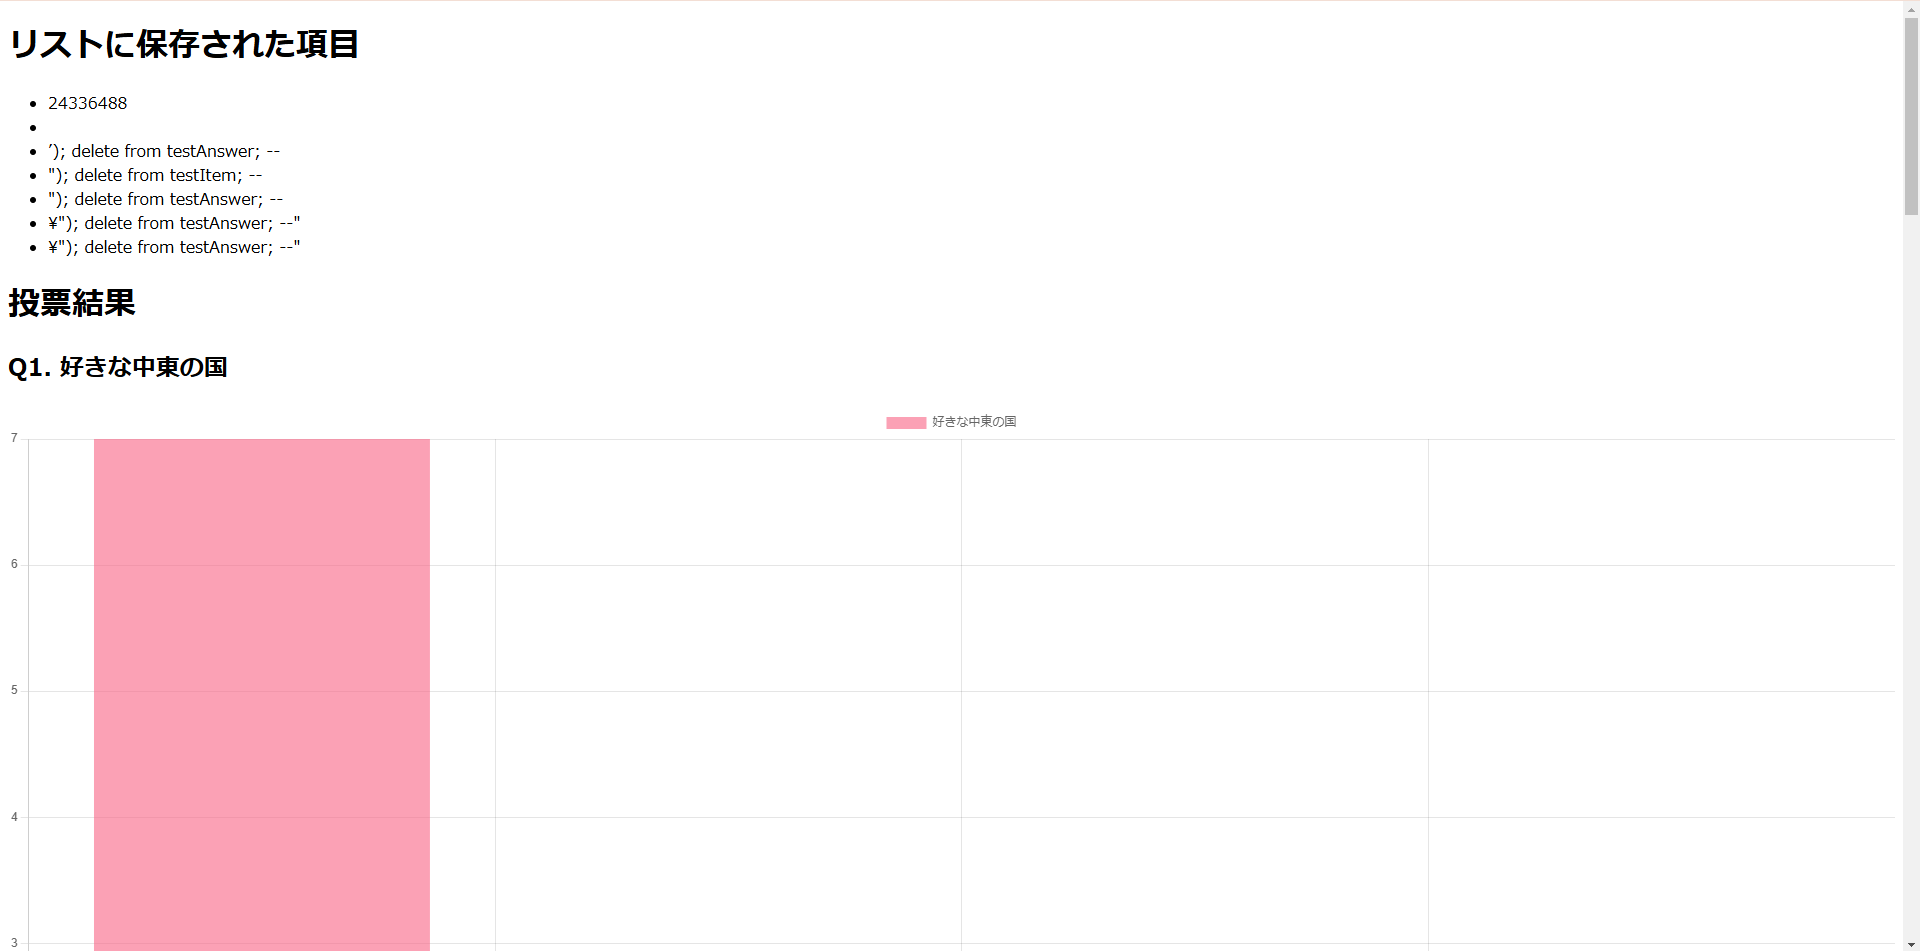 リストに保存された項目
24336488
’); delete from testAnswer; --
"); delete from testItem; --
"); delete from testAnswer; --
¥"); delete from testAnswer; --"
¥"); delete from testAnswer; --"
投票結果
Q1. 好きな中東の国
好きな中東の国
7
6
5
4
3